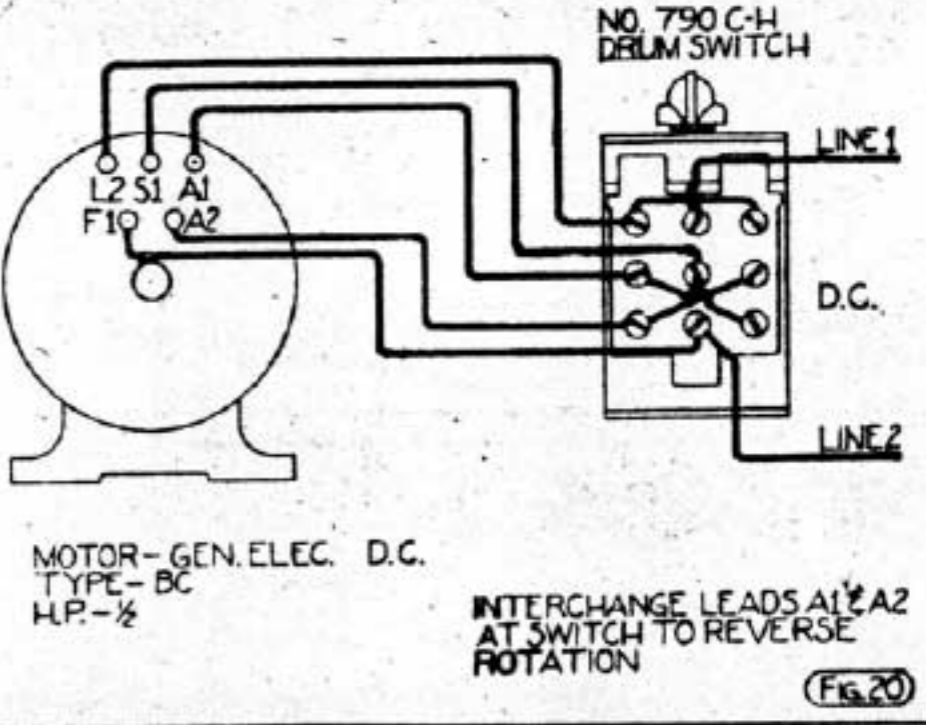 NO. 790 C-H
DRUM SWITCH
LINE 1
L2 S1 A1
F1 A2
D.C.
LINE 2
MOTOR-GEN. ELEC. D.C.
TYPE-BC
H.P.-½
INTERCHANGE LEADS A1 & A2
AT SWITCH TO REVERSE
ROTATION
FIG. 20